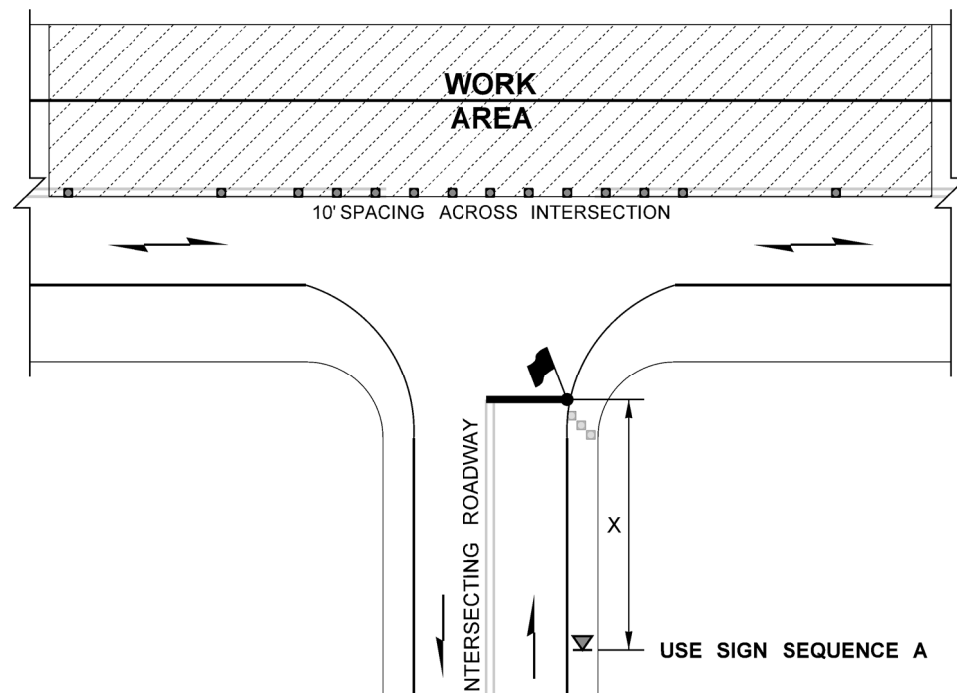 WORK
AREA
10' SPACING ACROSS INTERSECTION
INTERSECTING ROADWAY
X
USE SIGN SEQUENCE A